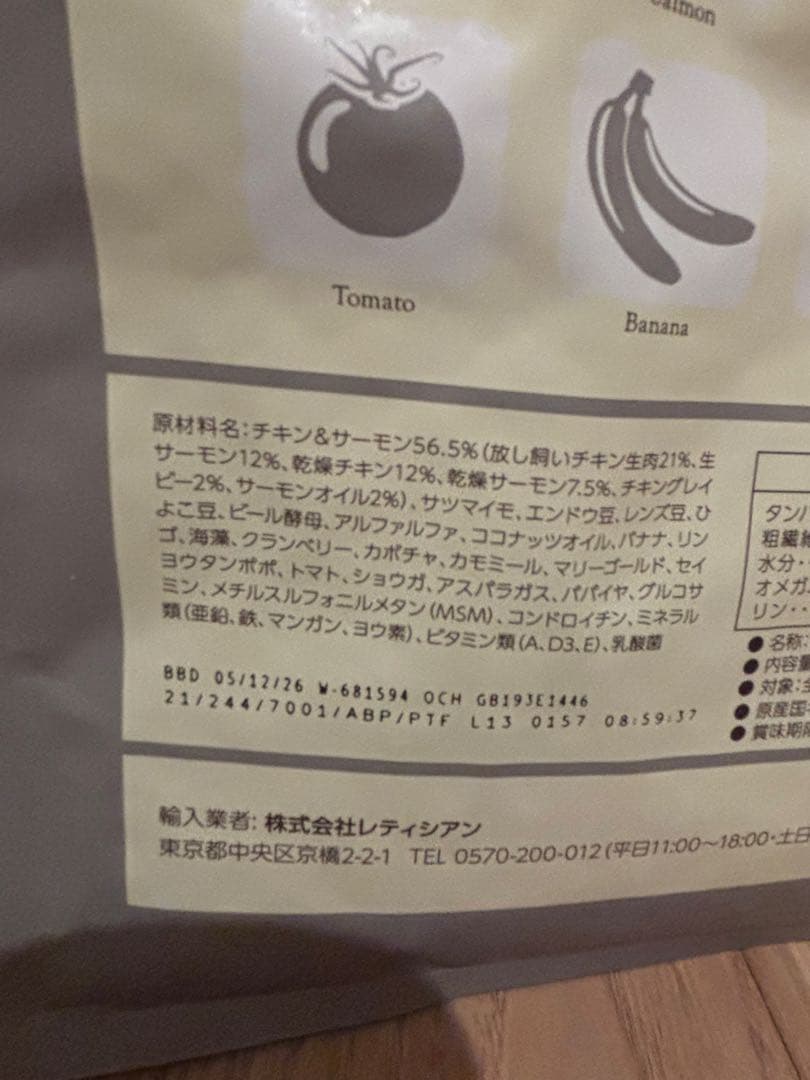 Salmon
Tomato
Banana
原材料名:チキン&サーモン56.5%(放し飼いチキン生肉21%、生
サーモン12%、乾燥チキン12%、乾燥サーモン7.5%、チキングレイ
ビー2%、サーモンオイル2%)、サツマイモ、エンドウ豆、レンズ豆、ひ
よこ豆、ビール酵母、アルファルファ、ココナッツオイル、バナナ、リン
ゴ、海藻、クランベリー、カボチャ、カモミール、マリーゴールド、セイ
ヨウタンポポ、トマト、ショウガ、アスパラガス、パパイヤ、グルコサ
ミン、メチルスルフォニルメタン(MSM)、コンドロイチン、ミネラル
類(亜鉛、鉄、マンガン、ヨウ素)、ビタミン類(A、D3、E)、乳酸菌
BBD 05/12/26 W-681594 OCH GB193E1446
21/244/7001/ABP/PTF L13 0157 08:59:37
タンパ
粗繊維
水分··
オメガ
リン··
●名称:
●内容量
●対象:全
●原産国:
●賞味期限
輸入業者: 株式会社レティシアン
東京都中央区京橋2-2-1 TEL 0570-200-012(平日11:00〜18:00·土日